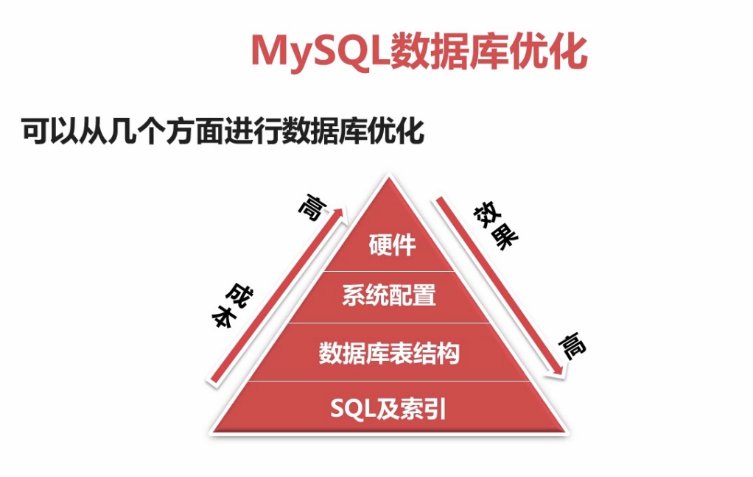 MySQL数据库优化
可以从几个方面进行数据库优化
高
成本
效果
高
硬件
系统配置
数据库表结构
SQL及索引